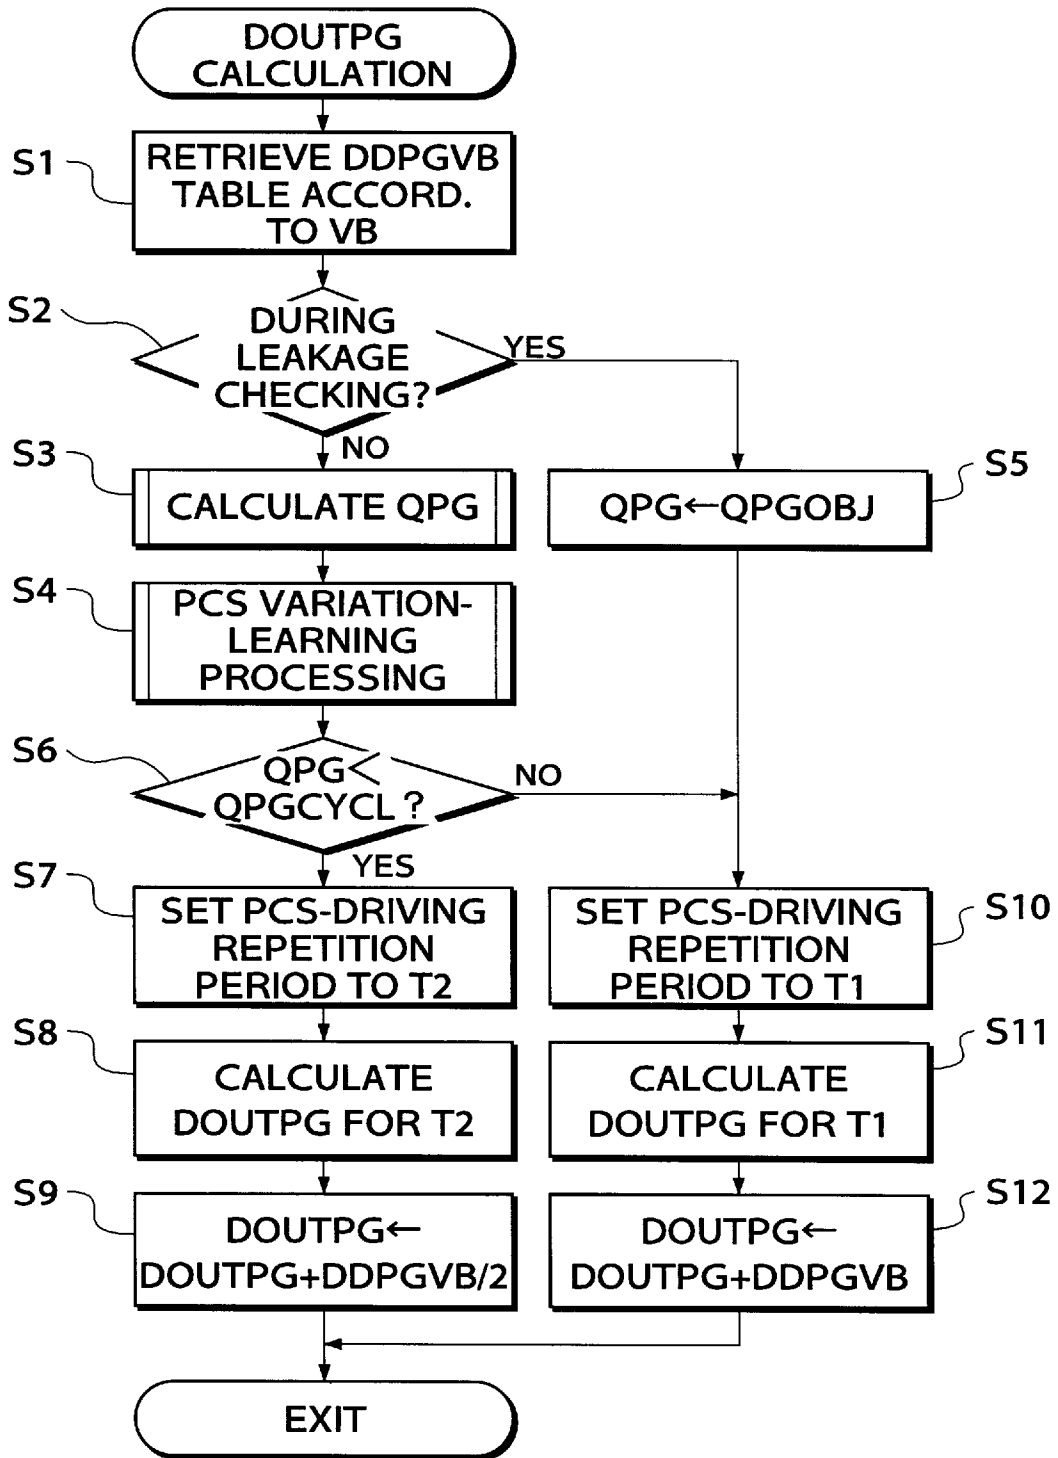 DOUTPG
CALCULATION
S1
RETRIEVE DDPGVB
TABLE ACCORD.
TO VB
S2
DURING
LEAKAGE
CHECKING?
YES
NO
S3
CALCULATE QPG
S5
QPG←QPGOBJ
S4
PCS VARIATION-
LEARNING
PROCESSING
S6
QPG<
QPGCYCL?
NO
YES
S7
SET PCS-DRIVING
REPETITION
PERIOD TO T2
S10
SET PCS-DRIVING
REPETITION
PERIOD TO T1
S8
CALCULATE
DOUTPG FOR T2
S11
CALCULATE
DOUTPG FOR T1
S9
DOUTPG←
DOUTPG+DDPGVB/2
S12
DOUTPG←
DOUTPG+DDPGVB
EXIT